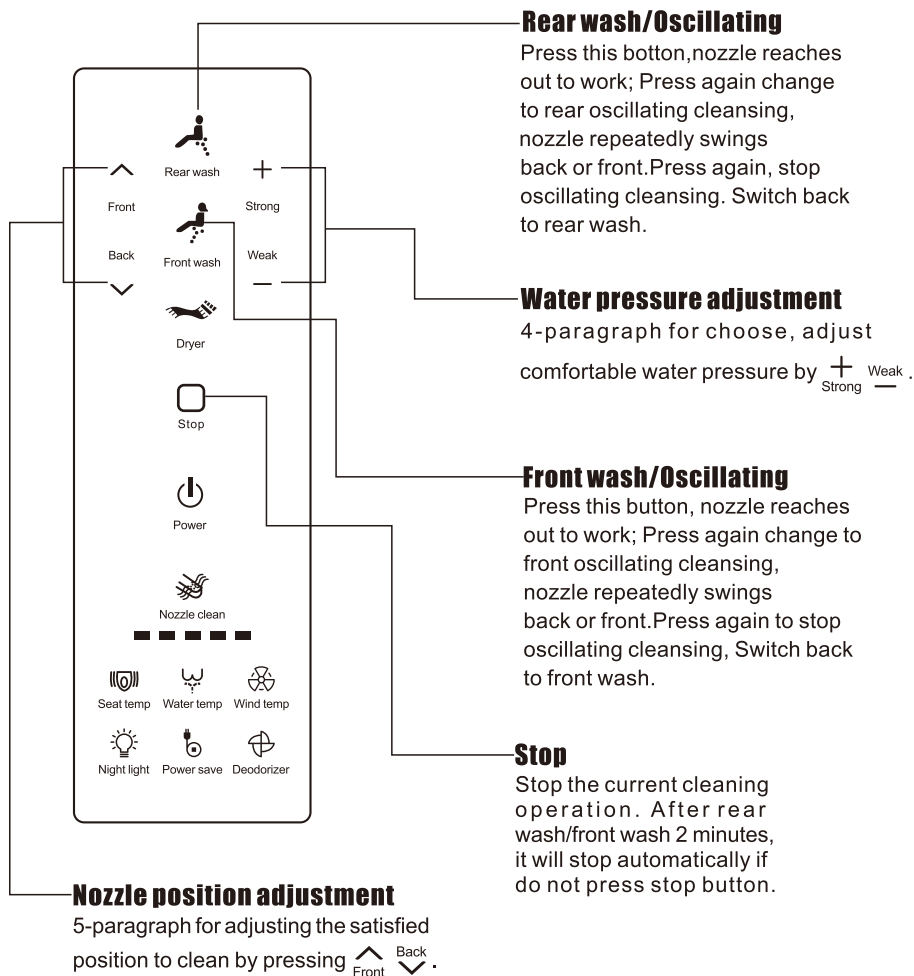 Rear wash/Oscillating
Press this botton,nozzle reaches
out to work; Press again change
to rear oscillating cleansing,
nozzle repeatedly swings
back or front.Press again, stop
oscillating cleansing. Switch back
to rear wash.
Rear wash
Front
Strong
Back
Front wash
Weak
Dryer
Stop
Power
Nozzle clean
Seat temp Water temp Wind temp
Night light Power save Deodorizer
Water pressure adjustment
4-paragraph for choose, adjust
comfortable water pressure by + Strong Weak — .
Front wash/Oscillating
Press this button, nozzle reaches
out to work; Press again change to
front oscillating cleansing,
nozzle repeatedly swings
back or front.Press again to stop
oscillating cleansing, Switch back
to front wash.
Stop
Stop the current cleaning
operation. After rear
wash/front wash 2 minutes,
it will stop automatically if
do not press stop button.
Nozzle position adjustment
5-paragraph for adjusting the satisfied
position to clean by pressing Front Back .